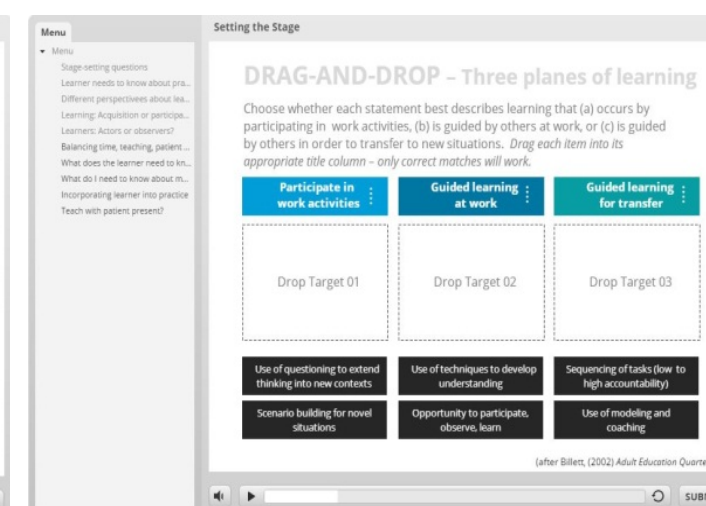 Menu
Menu
Stage-setting questions
Learner needs to know about pra...
Different perspectivees about lea...
Learning: Acquisition or participa...
Learners: Actors or observers?
Balancing time, teaching, patient ...
What does the learner need to kn...
What do I need to know about m...
Incorporating learner into practice
Teach with patient present?
Setting the Stage
DRAG-AND-DROP – Three planes of learning
Choose whether each statement best describes learning that (a) occurs by
participating in work activities, (b) is guided by others at work, or (c) is guided
by others in order to transfer to new situations. Drag each item into its
appropriate title column – only correct matches will work.
Participate in
work activities
Guided learning
at work
Guided learning
for transfer
Drop Target 01
Drop Target 02
Drop Target 03
Use of questioning to extend
thinking into new contexts
Use of techniques to develop
understanding
Sequencing of tasks (low to
high accountability)
Scenario building for novel
situations
Opportunity to participate,
observe, learn
Use of modeling and
coaching
(after Billett, (2002) Adult Education Quarte
SUB